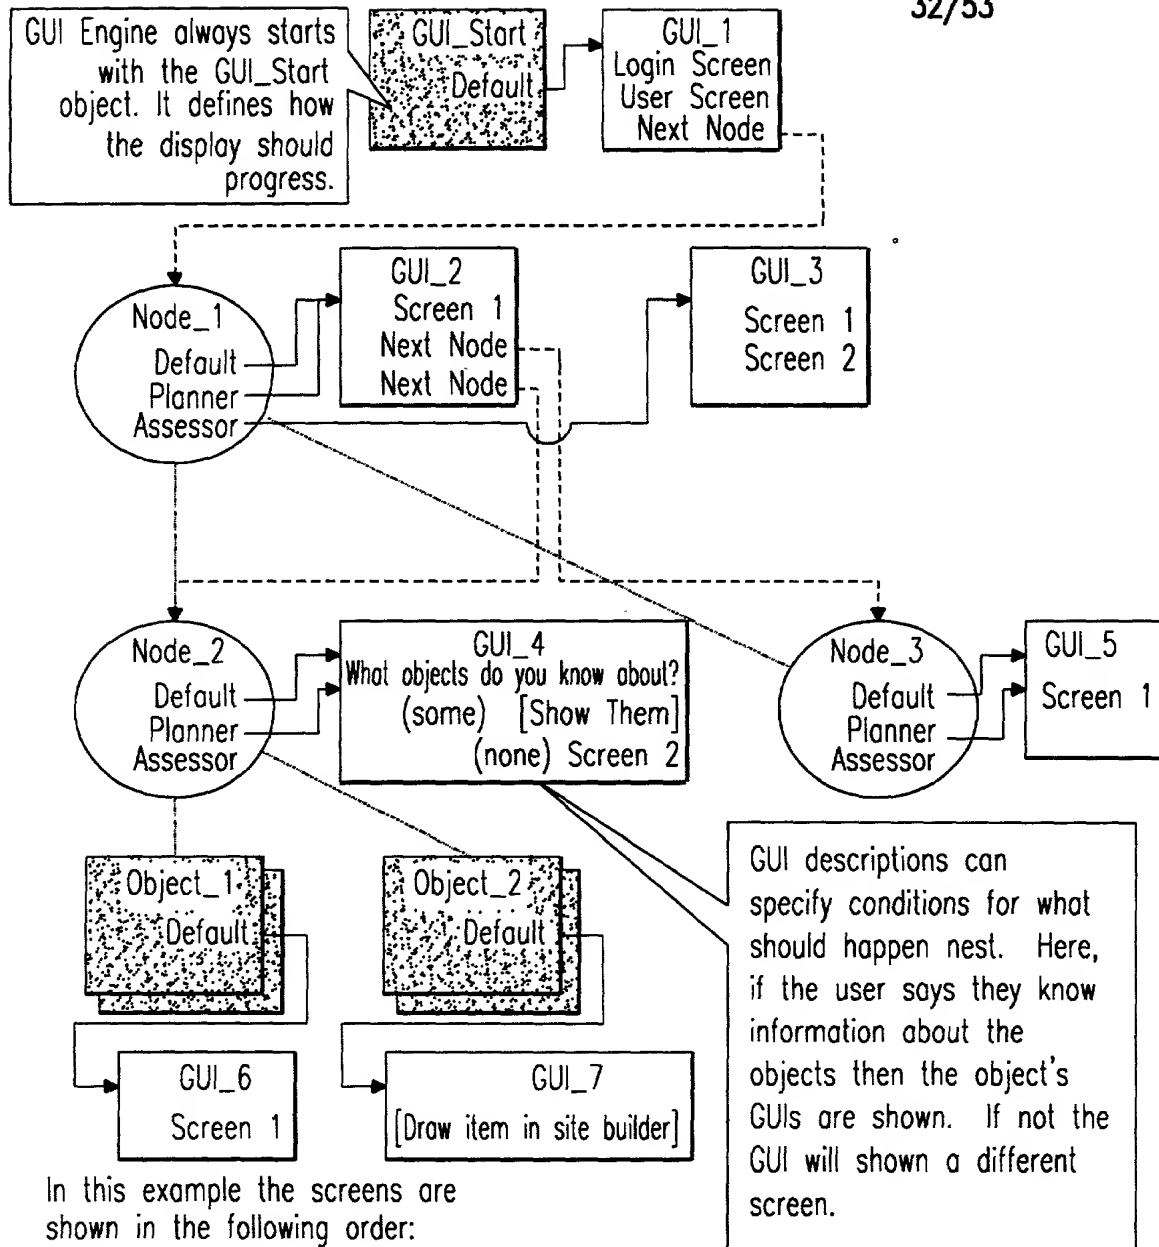 32/53
GUI Engine always starts
with the GUI_Start
object. It defines how
the display should
progress.
GUI_Start
Default
GUI_1
Login Screen
User Screen
Next Node
Node_1
Default
Planner
Assessor
GUI_2
Screen 1
Next Node
Next Node
GUI_3
Screen 1
Screen 2
Node_2
Default
Planner
Assessor
GUI_4
What objects do you know about?
(some) [Show Them]
(none) Screen 2
Node_3
Default
Planner
Assessor
GUI_5
Screen 1
Object_1
Default
Object_2
Default
GUI_6
Screen 1
GUI_7
[Draw item in site builder]
GUI descriptions can
specify conditions for what
should happen nest. Here,
if the user says they know
information about the
objects then the object's
GUIs are shown. If not the
GUI will shown a different
screen.
In this example the screens are
shown in the following order: